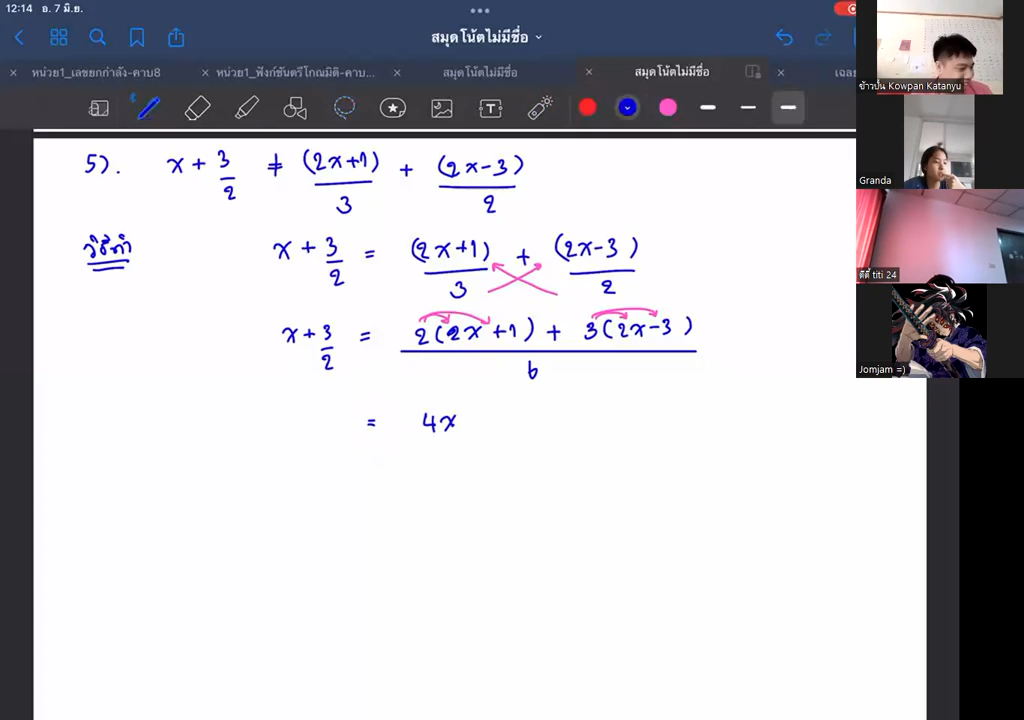 12:14 อ. 7 มิ.ย.
สมุดโน้ตไม่มีชื่อ
หน่วย1_เลขยกกำลัง-คาบ8 หน่วย1_ฟังก์ชันตรีโกณมิติ-คาบ... สมุดโน้ตไม่มีชื่อ สมุดโน้ตไม่มีชื่อ เฉลย
ข้าวปั้น Kowpan Katanyu
Granda
ตีตี๋ titi 24
Jomjam =)
5). x + 3/2 ≠ (2x+1)/3 + (2x-3)/2
วิธีทำ x + 3/2 = (2x+1)/3 + (2x-3)/2
x + 3/2 = 2(2x+1) + 3(2x-3)
6
= 4x